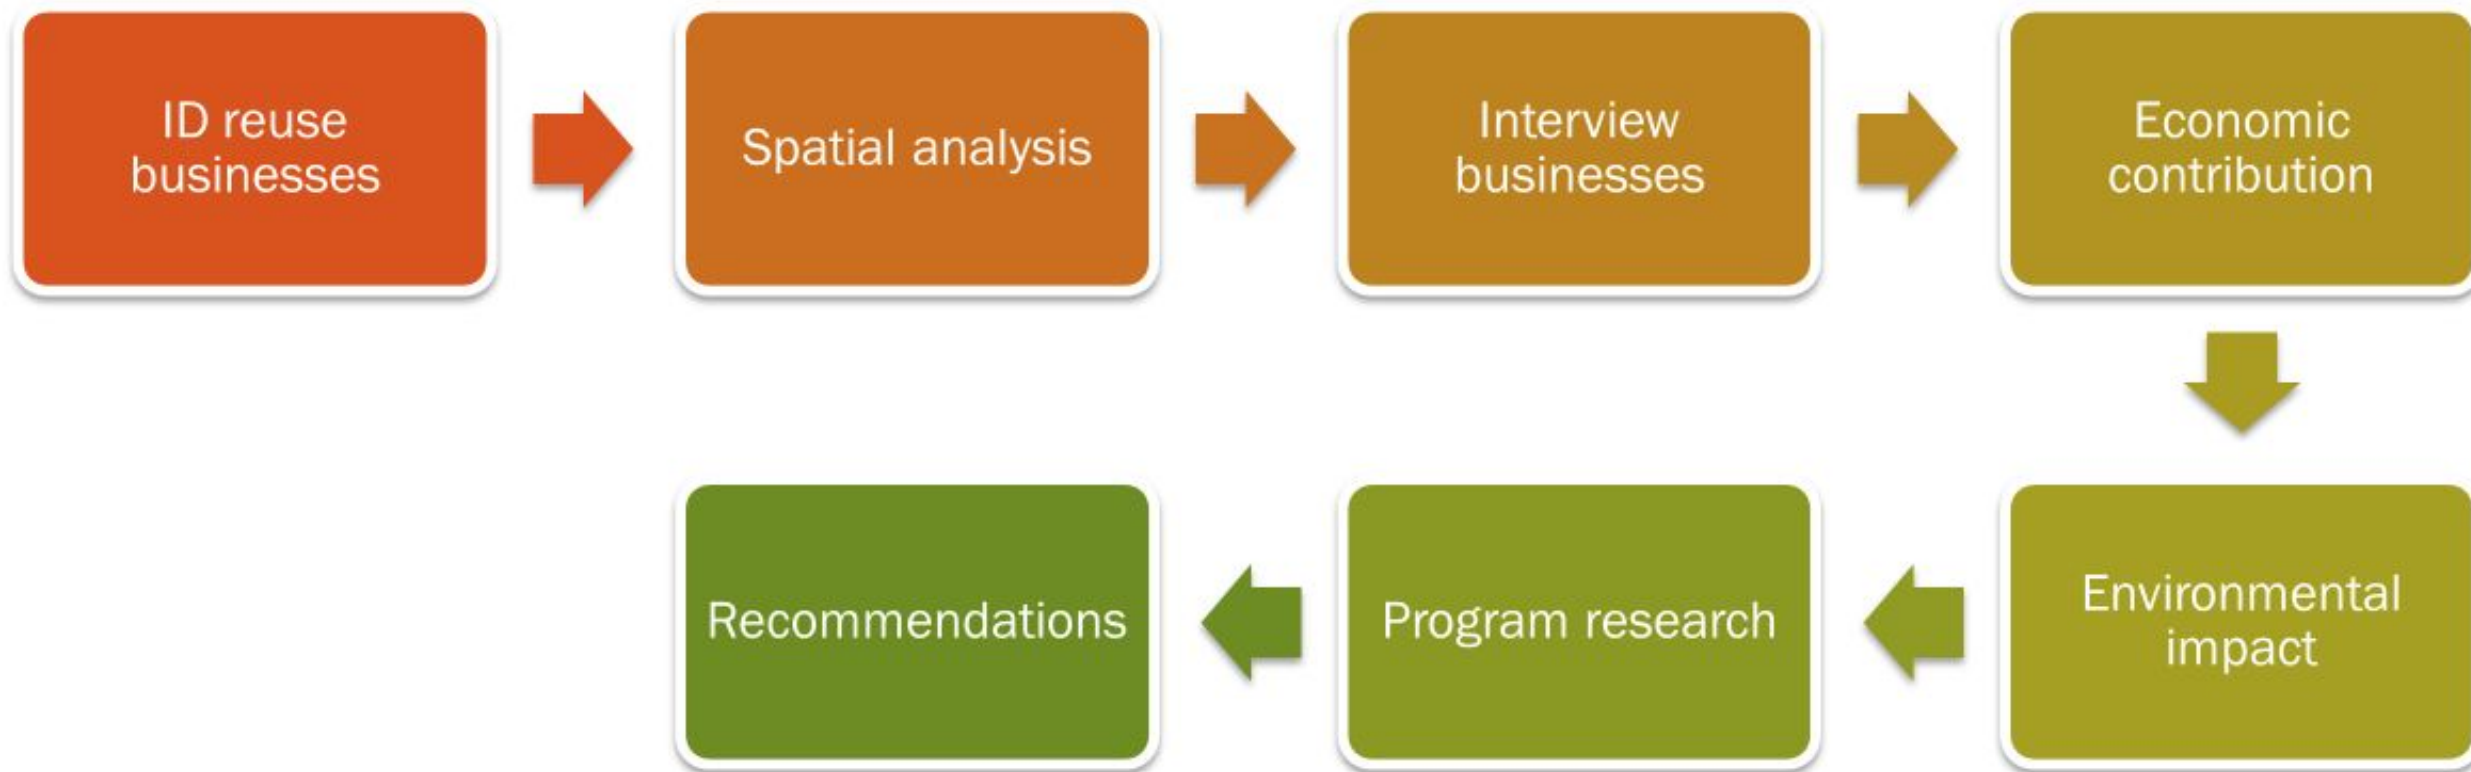 ID reuse
businesses
Spatial analysis
Interview
businesses
Economic
contribution
Environmental
impact
Program research
Recommendations